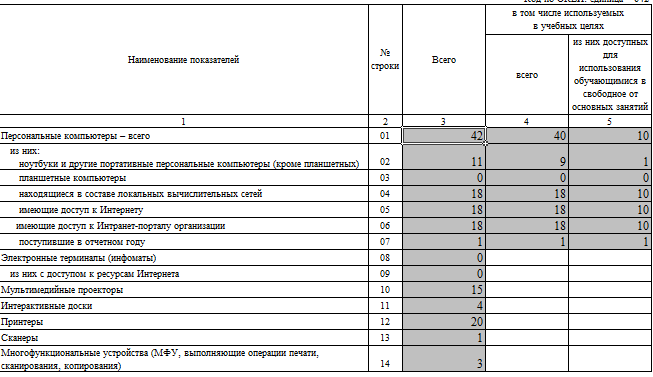 Код по ОКЕИ: единица – 642
в том числе используемых
в учебных целях
Наименование показателей
№
строки
Всего
всего
из них доступных
для
использования
обучающимися в
свободное от
основных занятий
1 2 3 4 5
Персональные компьютеры – всего 01 42 40 10
из них:
ноутбуки и другие портативные персональные компьютеры (кроме планшетных) 02 11 9 1
планшетные компьютеры 03 0 0 0
находящиеся в составе локальных вычислительных сетей 04 18 18 10
имеющие доступ к Интернету 05 18 18 10
имеющие доступ к Интранет-порталу организации 06 18 18 10
поступившие в отчетном году 07 1 1 1
Электронные терминалы (инфоматы) 08 0
из них с доступом к ресурсам Интернета 09 0
Мультимедийные проекторы 10 15
Интерактивные доски 11 4
Принтеры 12 20
Сканеры 13 1
Многофункциональные устройства (МФУ, выполняющие операции печати,
сканирования, копирования) 14 3